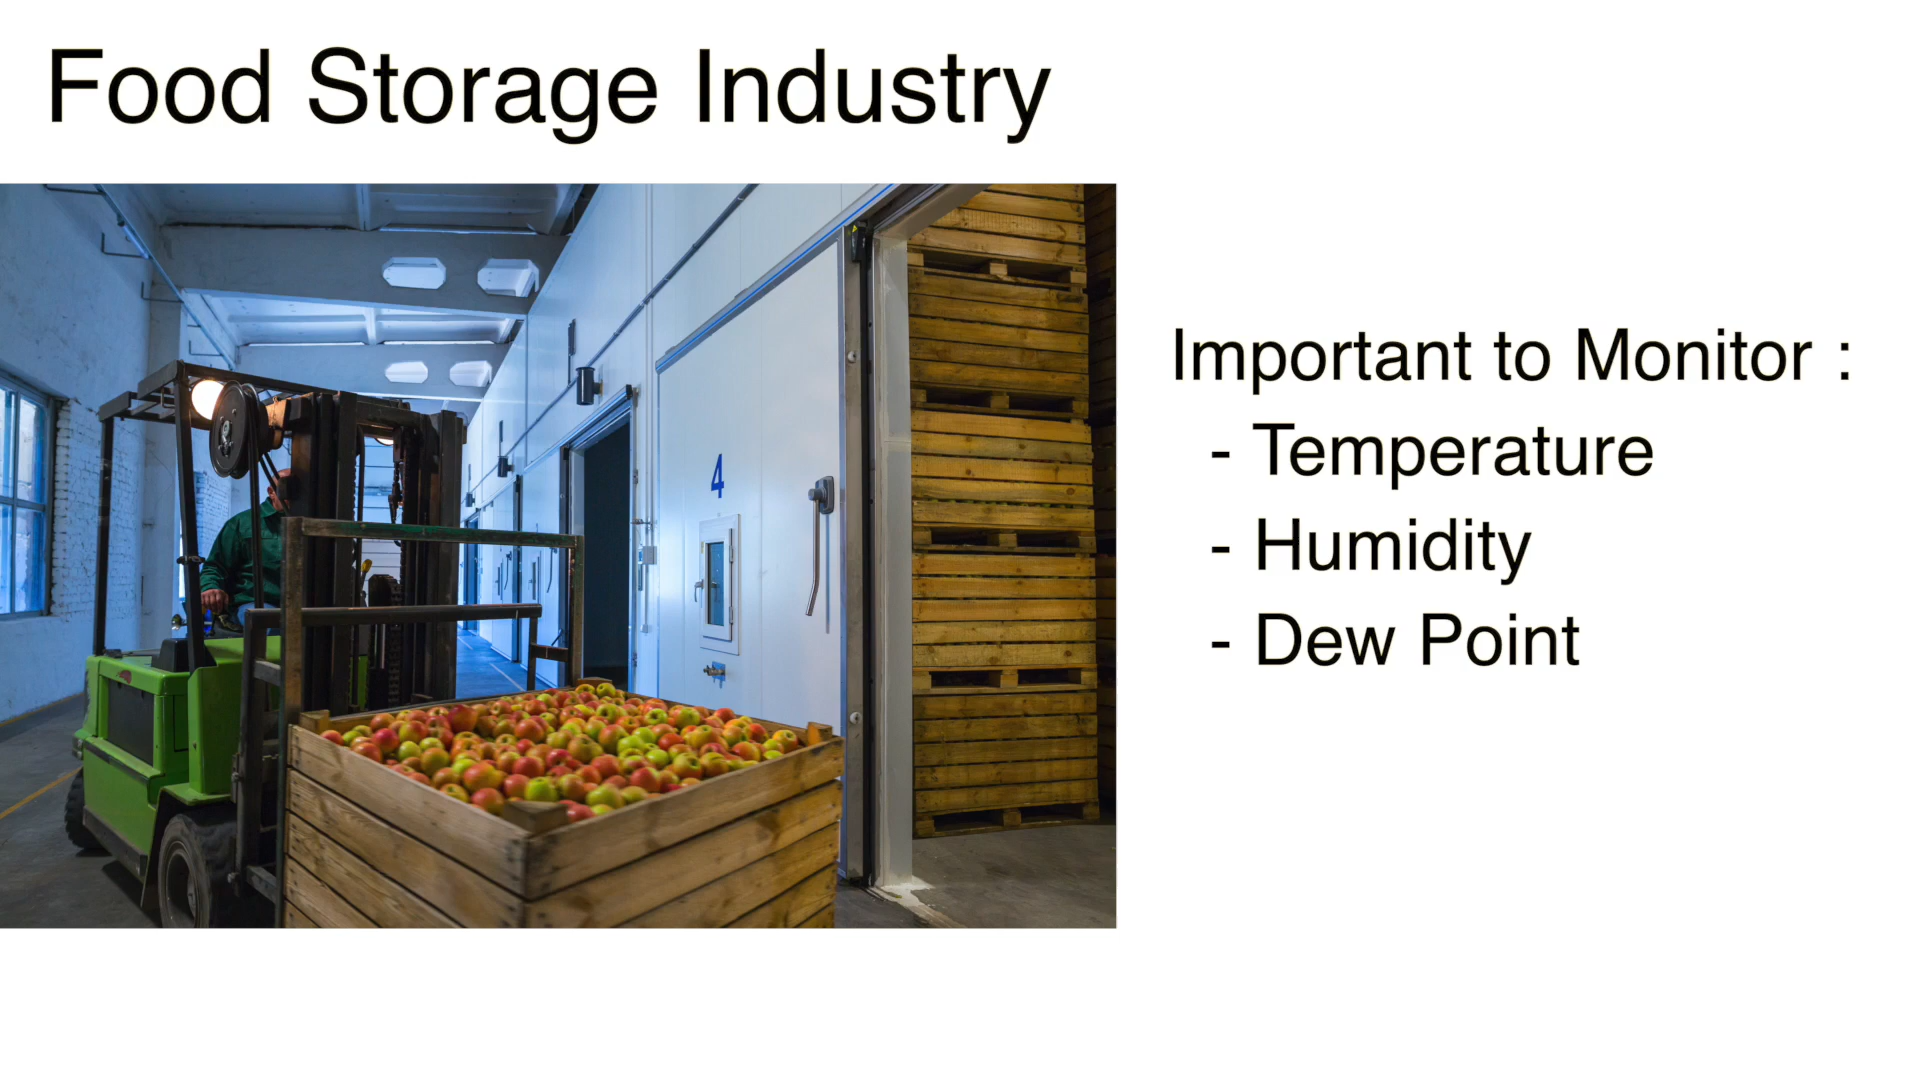 Food Storage Industry
4
Important to Monitor :
- Temperature
- Humidity
- Dew Point